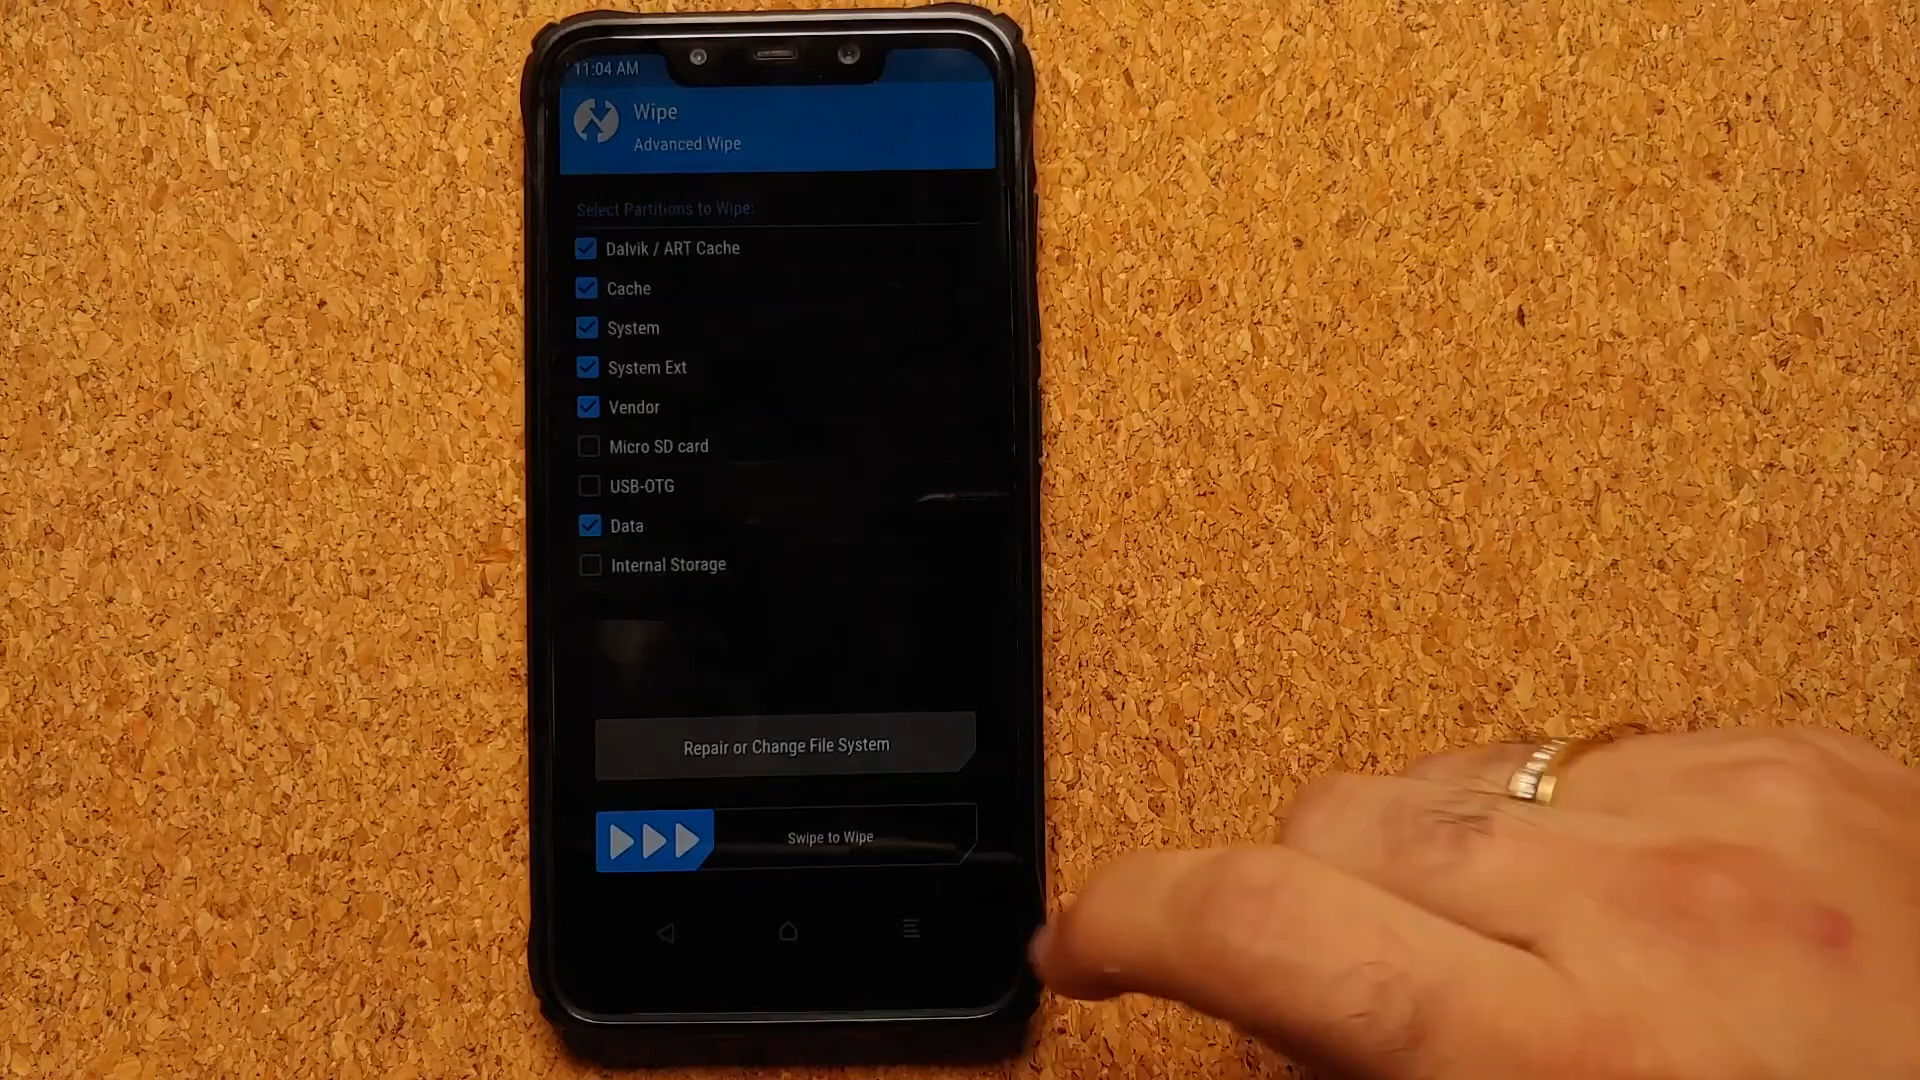 11:04 AM
Wipe
Advanced Wipe
Select Partitions to Wipe:
Dalvik / ART Cache
Cache
System
System Ext
Vendor
Micro SD card
USB-OTG
Data
Internal Storage
Repair or Change File System
Swipe to Wipe